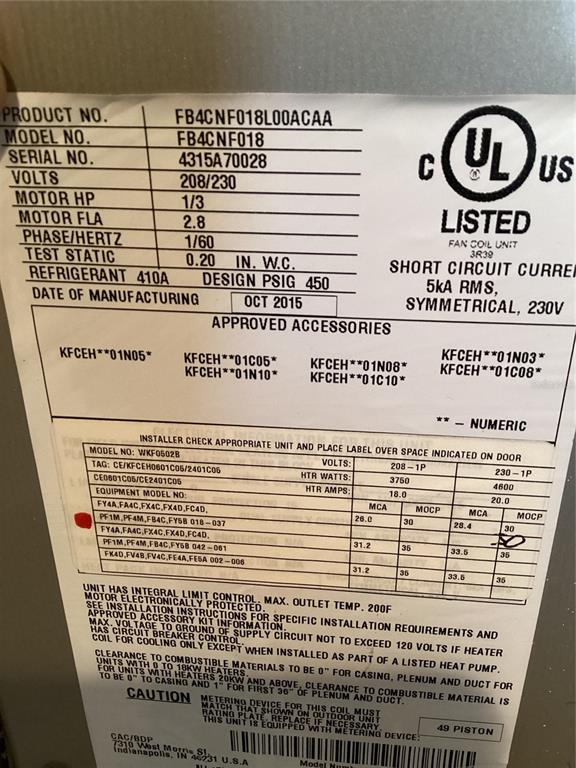 PRODUCT NO. FB4CNF018L00ACAA
MODEL NO. FB4CNF018
SERIAL NO. 4315A70028
VOLTS 208/230
MOTOR HP 1/3
MOTOR FLA 2.8
PHASE/HERTZ 1/60
TEST STATIC 0.20 IN. W.C.
REFRIGERANT 410A DESIGN PSIG 450
DATE OF MANUFACTURING OCT 2015
C UL US
LISTED
FAN COIL UNIT
3R39
SHORT CIRCUIT CURRE
5kA RMS,
SYMMETRICAL, 230V
APPROVED ACCESSORIES
KFCEH**01N05* KFCEH**01C05* KFCEH**01N08* KFCEH**01N03*
KFCEH**01N10* KFCEH**01C10* KFCEH**01C08*
** - NUMERIC
INSTALLER CHECK APPROPRIATE UNIT AND PLACE LABEL OVER SPACE INDICATED ON DOOR
MODEL NO: WKF0502B VOLTS: 208-1P 230-1P
TAG: CE/KFCEH0601C05/2401C05 HTR WATTS: 3750 4600
CE0601C05/CE2401C05 HTR AMPS: 18.0 20.0
EQUIPMENT MODEL NO: MCA MOCP MCA MOCP
FY4A,FA4C,FX4C,FX4D,FC4D,
PF1M,PF4M,FB4C,FY5B 018-037 26.0 30 28.4 30
FY4A,FA4C,FX4C,FX4D,FC4D,
PF1M,PF4M,FB4C,FY5B 042-061 31.2 35 33.5 35
FK4D,FV4B,FV4C,FE4A,FE5A 002-006 31.2 35 33.5 35
UNIT HAS INTEGRAL LIMIT CONTROL. MAX. OUTLET TEMP. 200F
MOTOR ELECTRONICALLY PROTECTED.
SEE INSTALLATION INSTRUCTIONS FOR SPECIFIC INSTALLATION REQUIREMENTS AND
APPROVED ACCESSORY KIT INFORMATION.
MAX. VOLTAGE TO GROUND OF SUPPLY CIRCUIT NOT TO EXCEED 120 VOLTS IF HEATER
HAS CIRCUIT BREAKER CONTROL.
COIL FOR COOLING ONLY EXCEPT WHEN INSTALLED AS PART OF A LISTED HEAT PUMP.
CLEARANCE TO COMBUSTIBLE MATERIALS TO BE 0" FOR CASING, PLENUM AND DUCT FOR
UNITS WITH 0 TO 19KW HEATERS.
FOR UNITS WITH HEATERS 20KW AND ABOVE, CLEARANCE TO COMBUSTIBLE MATERIAL IS
TO BE 0" TO CASING AND 1" FOR FIRST 36" OF PLENUM AND DUCT.
CAUTION METERING DEVICE FOR THIS COIL MUST
MATCH THAT SHOWN ON OUTDOOR UNIT
RATING PLATE. REPLACE IF NECESSARY
THIS UNIT IS EQUIPPED WITH METERING DEVICE: 49 PISTON
CAC/BDP
7310 West Morris St.
Indianapolis, IN 46231 U.S.A